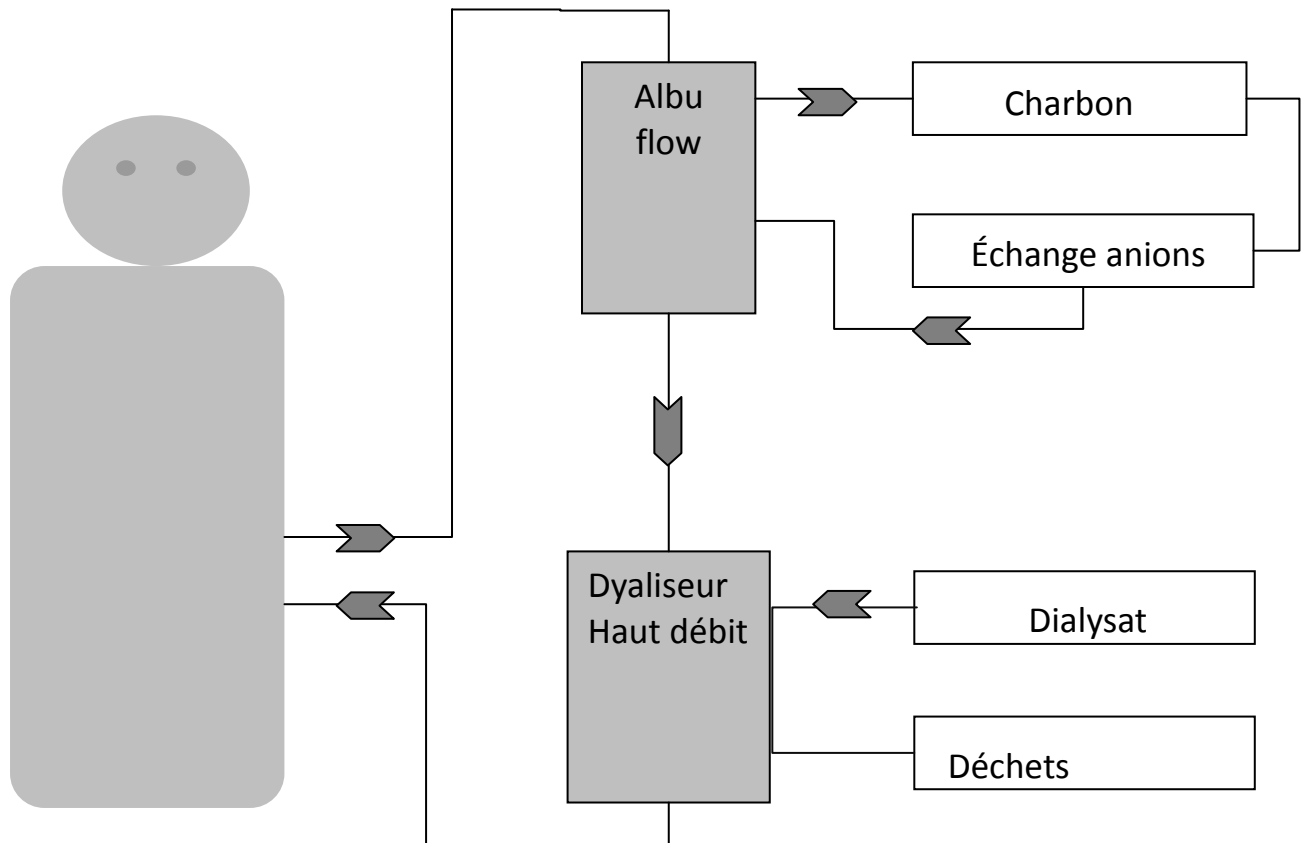 Albu
flow
Charbon
Échange anions
Dyaliseur
Haut débit
Dialysat
Déchets